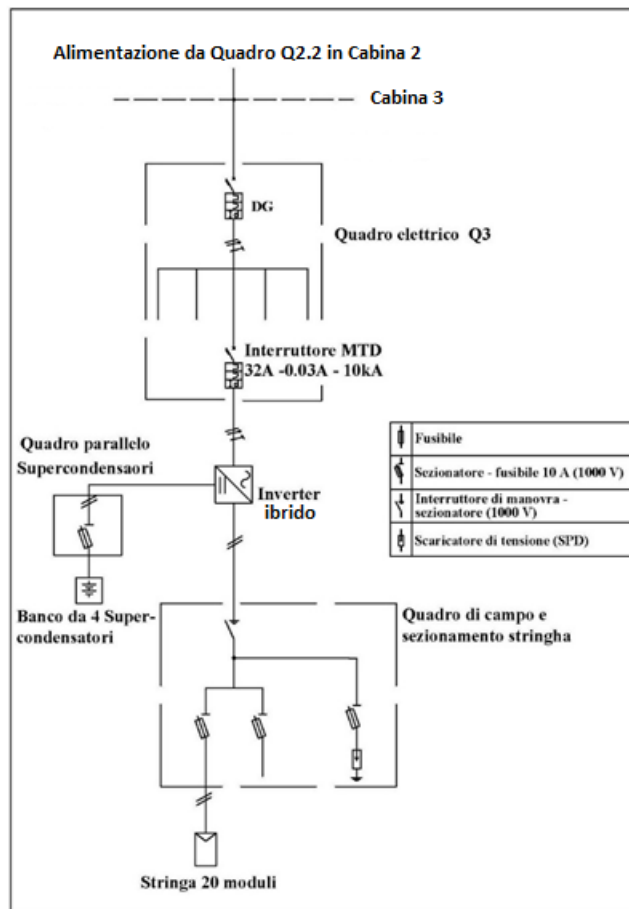 Alimentazione da Quadro Q2.2 in Cabina 2
Cabina 3
DG
Quadro elettrico Q3
Interruttore MTD
32A -0.03A - 10kA
Quadro parallelo
Supercondensaori
Inverter
ibrido
Fusibile
Sezionatore - fusibile 10 A (1000 V)
Interruttore di manovra -
sezionatore (1000 V)
Scaricatore di tensione (SPD)
Banco da 4 Super-
condensatori
Quadro di campo e
sezionamento stringha
Stringa 20 moduli